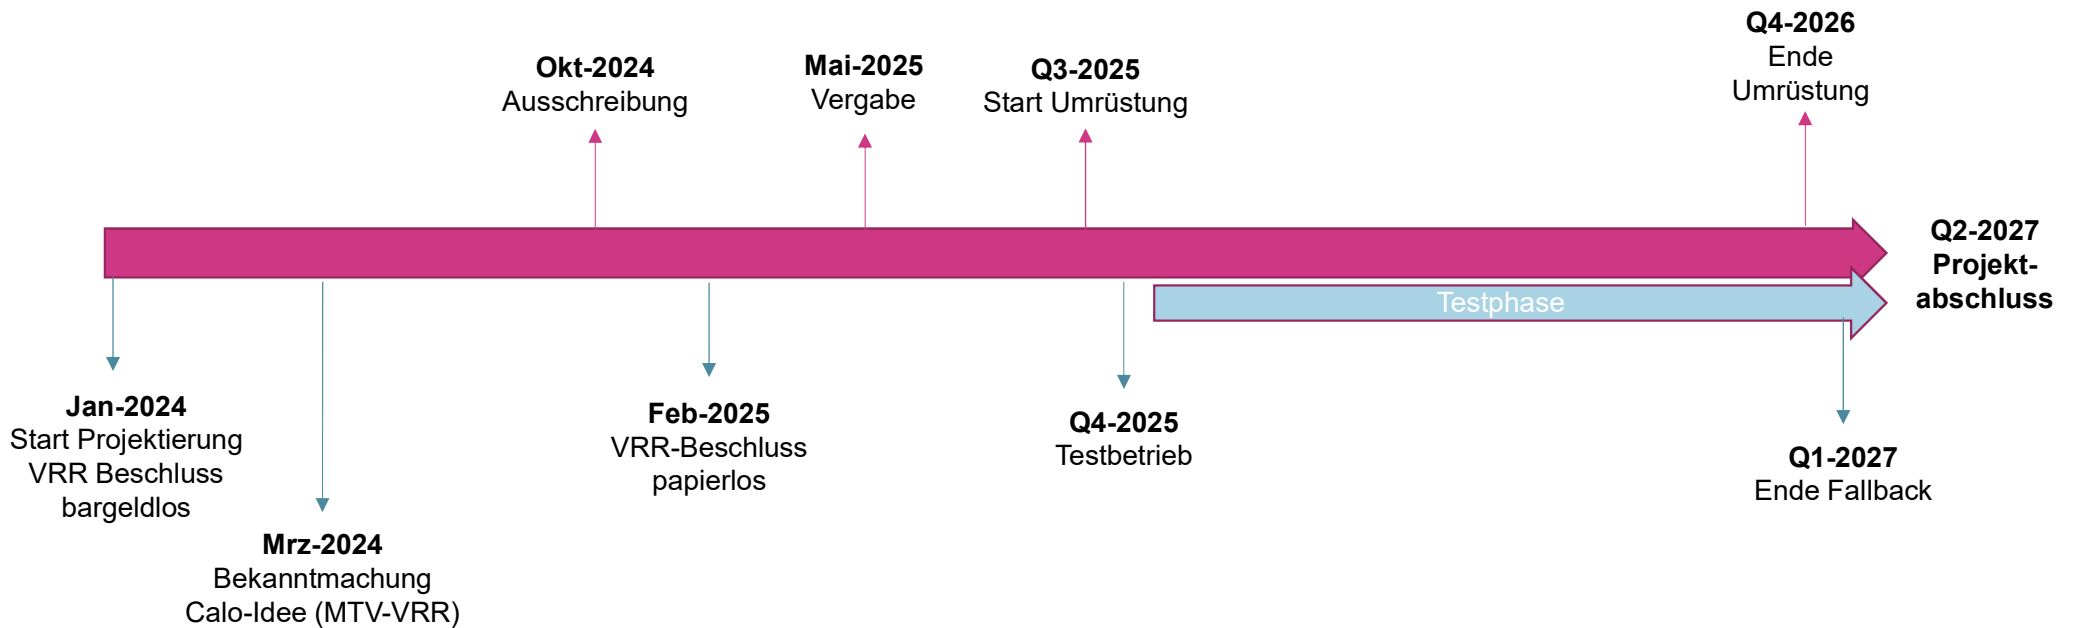 Okt-2024
Ausschreibung
Mai-2025
Vergabe
Q3-2025
Start Umrüstung
Q4-2026
Ende
Umrüstung
Q2-2027
Projekt-
abschluss
Testphase
Jan-2024
Start Projektierung
VRR Beschluss
bargeldlos
Mrz-2024
Bekanntmachung
Calo-Idee (MTV-VRR)
Feb-2025
VRR-Beschluss
papierlos
Q4-2025
Testbetrieb
Q1-2027
Ende Fallback